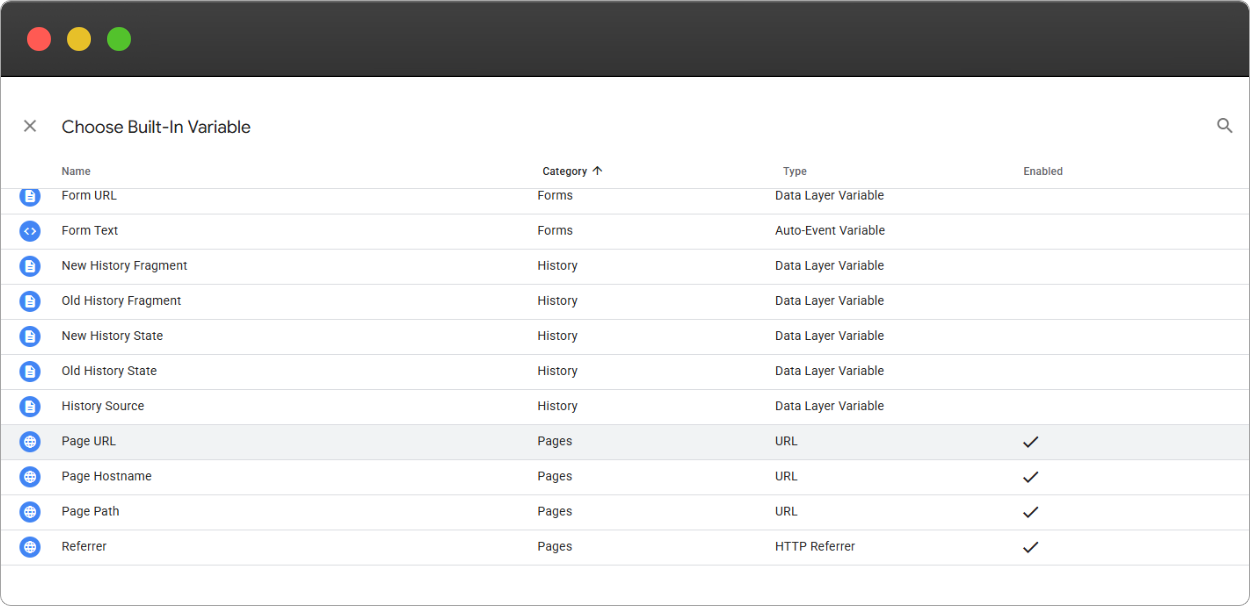 Choose Built-In Variable
Name Category Type Enabled
Form URL Forms Data Layer Variable
Form Text Forms Auto-Event Variable
New History Fragment History Data Layer Variable
Old History Fragment History Data Layer Variable
New History State History Data Layer Variable
Old History State History Data Layer Variable
History Source History Data Layer Variable
Page URL Pages URL
Page Hostname Pages URL
Page Path Pages URL
Referrer Pages HTTP Referrer